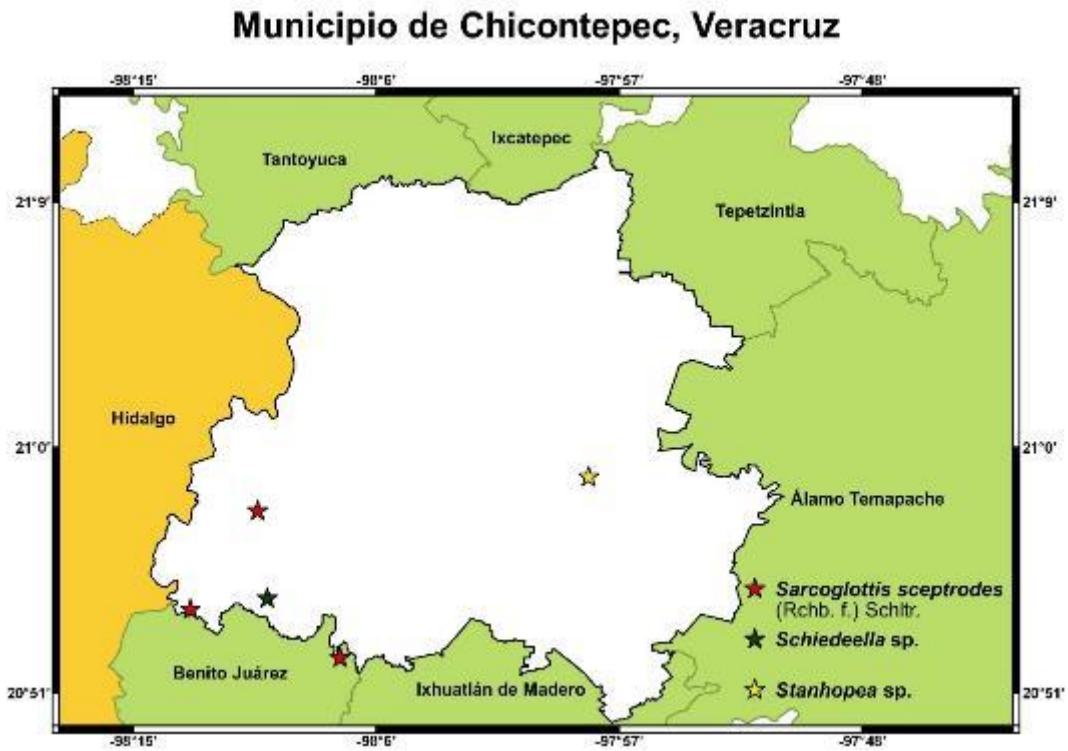 Municipio de Chicontepec, Veracruz
-98°15' -98°6' -97°57' -97°48'
Ixcatepec
Tantoyuca
21°9' 21°9'
Tepetzintla
Hidalgo
21°0' 21°0'
Álamo Temapache
Sarcoglottis sceptrodes
(Rchb. f.) Schltr.
Schiedeella sp.
Benito Juárez
Ixhuatlán de Madero
Stanhopea sp.
20°51' 20°51'
-98°15' -98°6' -97°57' -97°48'